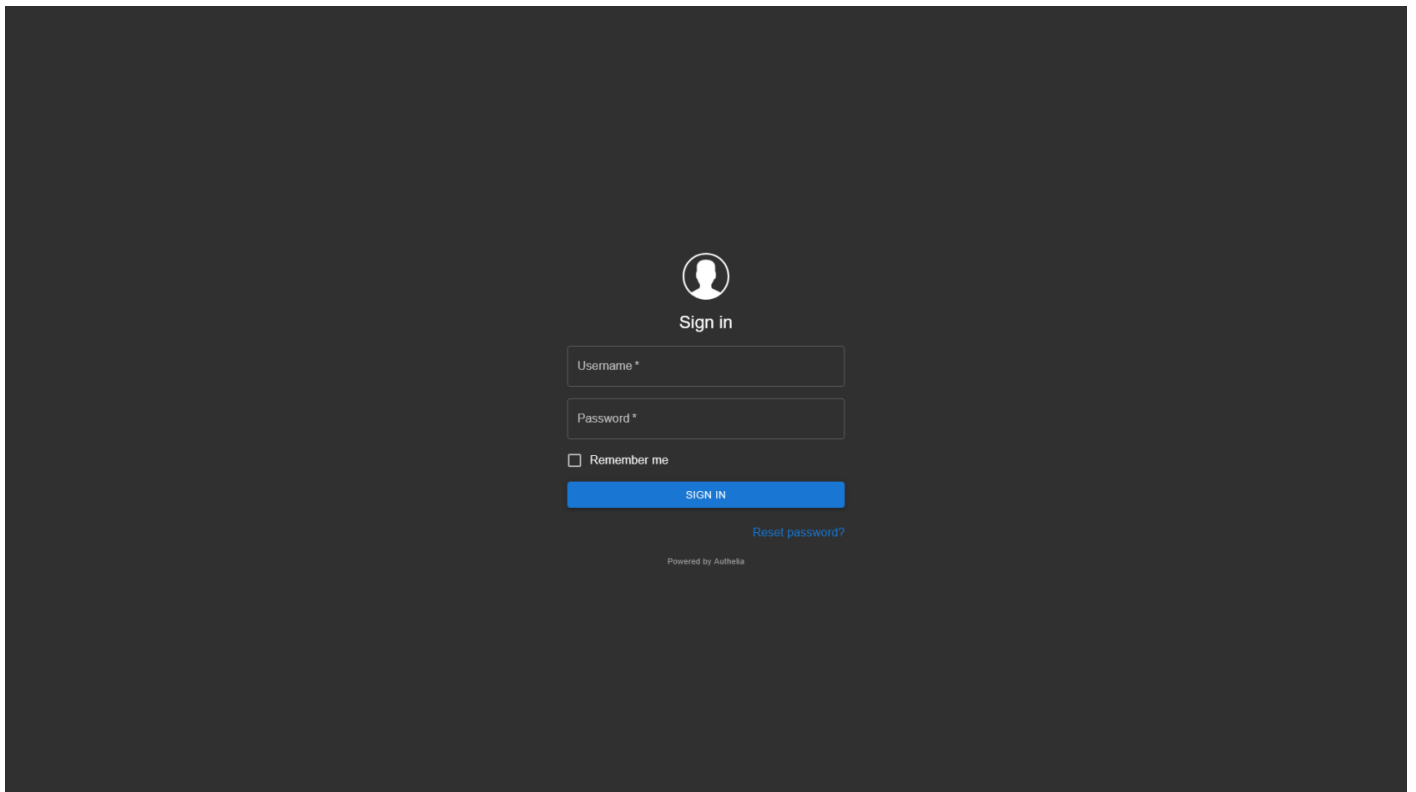 Sign in
Username *
Password *
Remember me
SIGN IN
Reset password?
Powered by Authelia